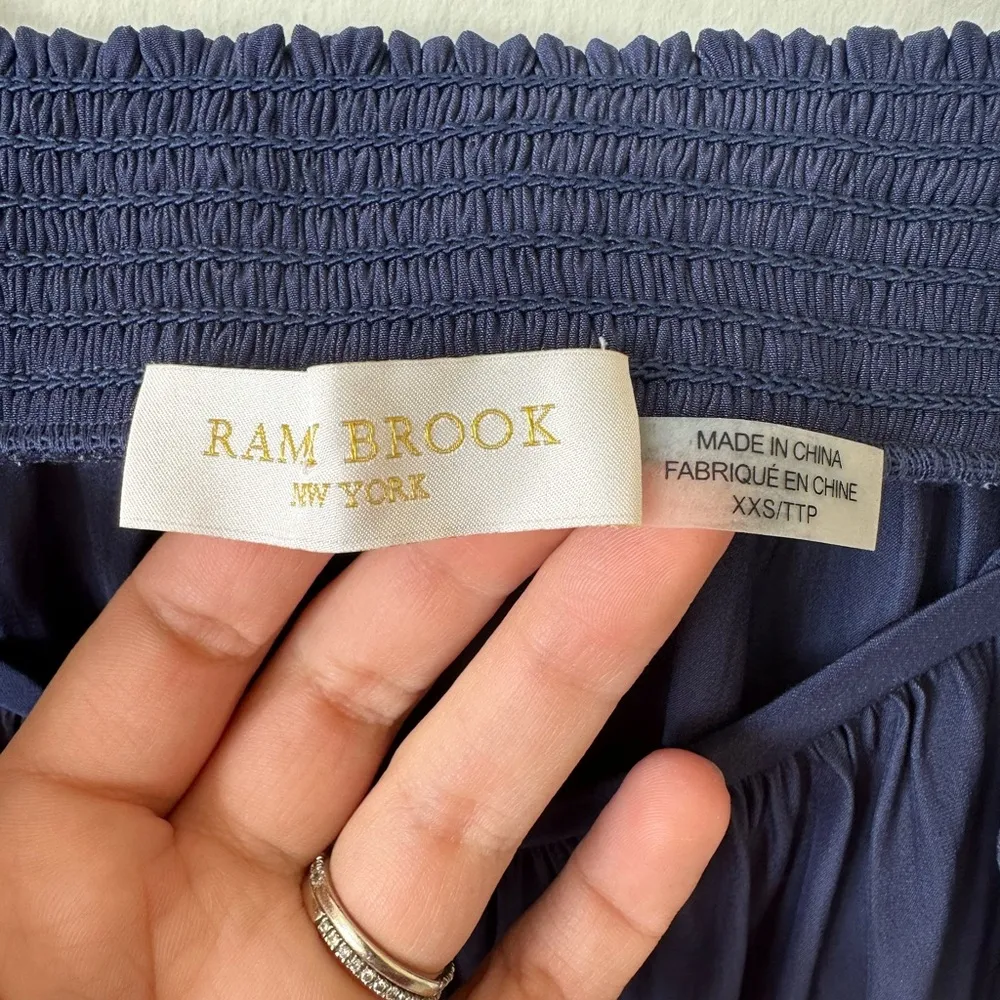 RAM BROOK
NW YORK
MADE IN CHINA
FABRIQUÉ EN CHINE
XXS/TTP